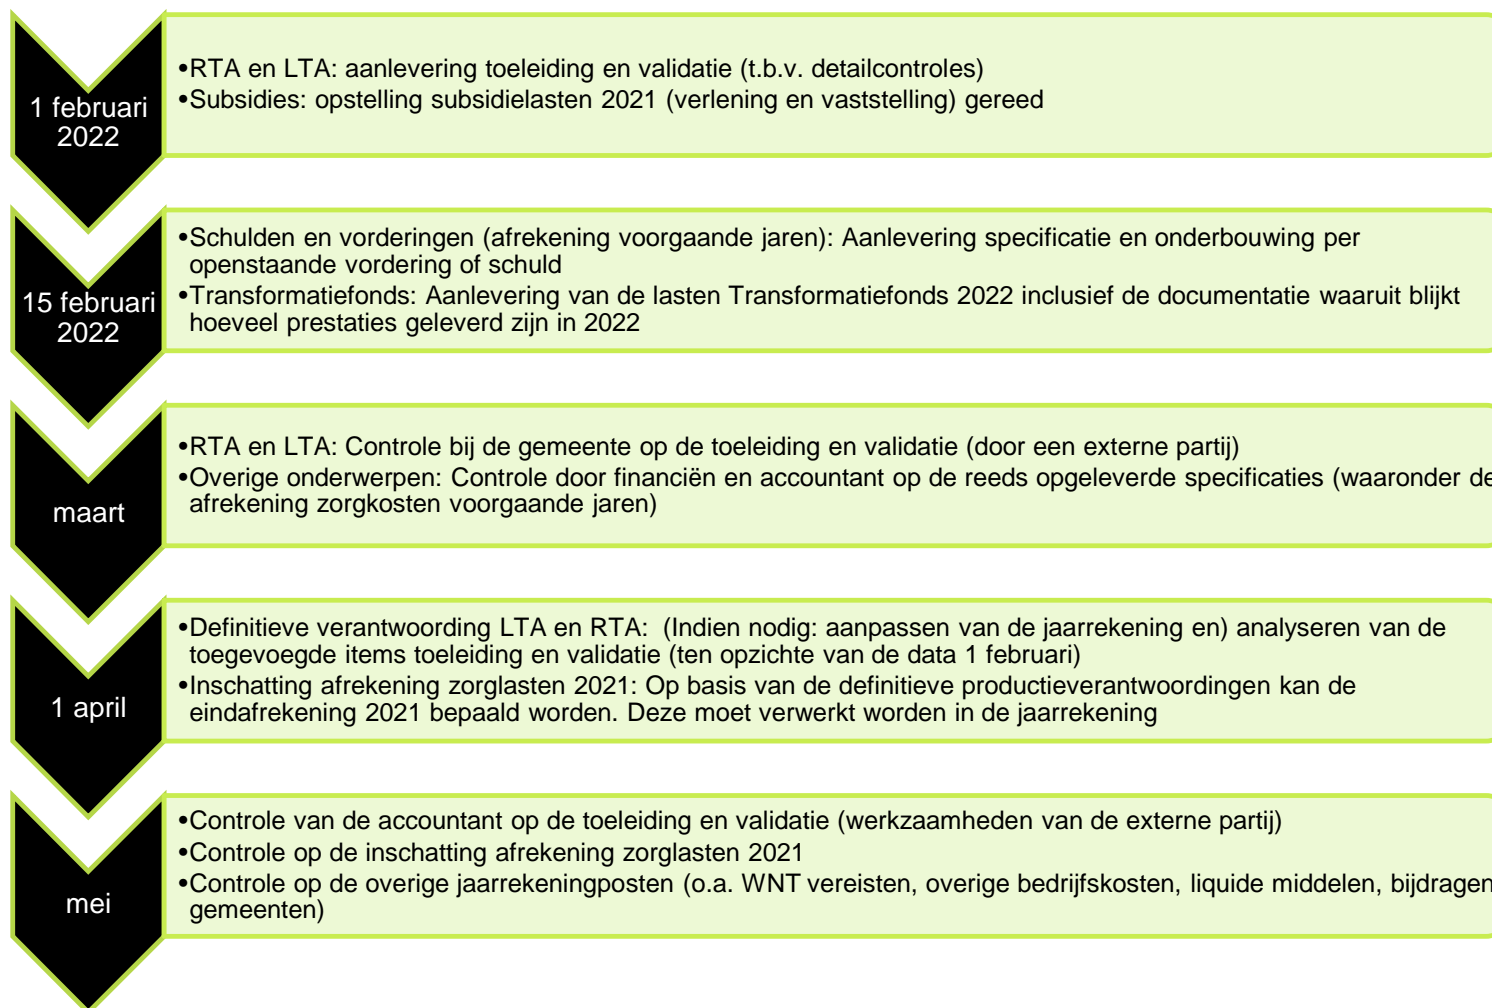 1 februari
2022
•RTA en LTA: aanlevering toeleiding en validatie (t.b.v. detailcontroles)
•Subsidies: opstelling subsidielasten 2021 (verlening en vaststelling) gereed
15 februari
2022
•Schulden en vorderingen (afrekening voorgaande jaren): Aanlevering specificatie en onderbouwing per
openstaande vordering of schuld
•Transformatiefonds: Aanlevering van de lasten Transformatiefonds 2022 inclusief de documentatie waaruit blijkt
hoeveel prestaties geleverd zijn in 2022
maart
•RTA en LTA: Controle bij de gemeente op de toeleiding en validatie (door een externe partij)
•Overige onderwerpen: Controle door financiën en accountant op de reeds opgeleverde specificaties (waaronder de
afrekening zorgkosten voorgaande jaren)
1 april
•Definitieve verantwoording LTA en RTA: (Indien nodig: aanpassen van de jaarrekening en) analyseren van de
toegevoegde items toeleiding en validatie (ten opzichte van de data 1 februari)
•Inschatting afrekening zorglasten 2021: Op basis van de definitieve productieverantwoordingen kan de
eindafrekening 2021 bepaald worden. Deze moet verwerkt worden in de jaarrekening
mei
•Controle van de accountant op de toeleiding en validatie (werkzaamheden van de externe partij)
•Controle op de inschatting afrekening zorglasten 2021
•Controle op de overige jaarrekeningposten (o.a. WNT vereisten, overige bedrijfskosten, liquide middelen, bijdragen
gemeenten)